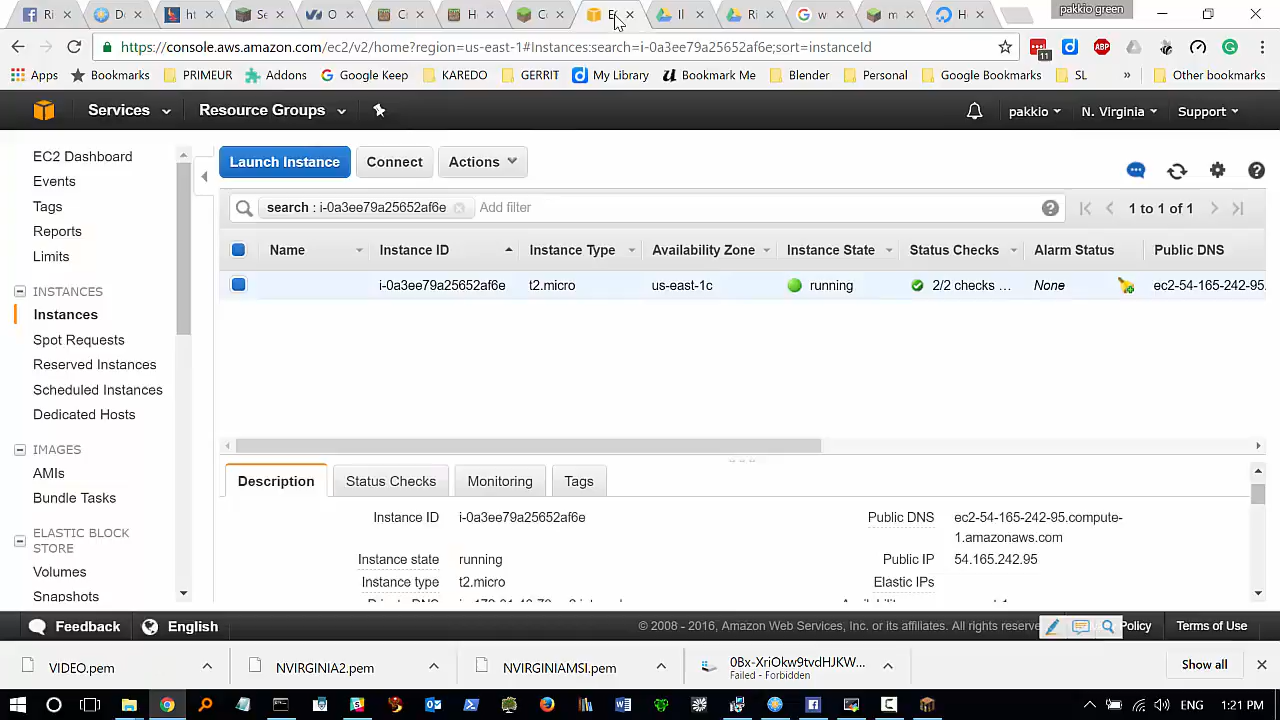 Ri
D
ht
Se
O
C
H
C
E
Il
Ri
w
m
H
pakkio green
https://console.aws.amazon.com/ec2/v2/home?region=us-east-1#Instances:search=i-0a3ee79a25652af6e;sort=instanceId
11
ABP
Apps
Bookmarks
PRIMEUR
Addons
Google Keep
KAREDO
GERRIT
My Library
Bookmark Me
Blender
Personal
Google Bookmarks
SL
»
Other bookmarks
Services
Resource Groups
pakkio
N. Virginia
Support
EC2 Dashboard
Events
Tags
Reports
Limits
INSTANCES
Instances
Spot Requests
Reserved Instances
Scheduled Instances
Dedicated Hosts
IMAGES
AMIs
Bundle Tasks
ELASTIC BLOCK
STORE
Volumes
Snapshots
Launch Instance
Connect
Actions
search : i-0a3ee79a25652af6e
Add filter
1 to 1 of 1
Name
Instance ID
Instance Type
Availability Zone
Instance State
Status Checks
Alarm Status
Public DNS
i-0a3ee79a25652af6e
t2.micro
us-east-1c
running
2/2 checks …
None
ec2-54-165-242-95.
Description
Status Checks
Monitoring
Tags
Instance ID
i-0a3ee79a25652af6e
Public DNS
ec2-54-165-242-95.compute-
1.amazonaws.com
Instance state
running
Public IP
54.165.242.95
Instance type
t2.micro
Elastic IPs
Feedback
English
© 2008 - 2016, Amazon Web Services, Inc. or its affiliates. All rights reserve
Policy
Terms of Use
VIDEO.pem
NVIRGINIA2.pem
NVIRGINIAMSI.pem
0Bx-XriOkw9tvdHJKW...
Failed - Forbidden
Show all
ENG
1:21 PM